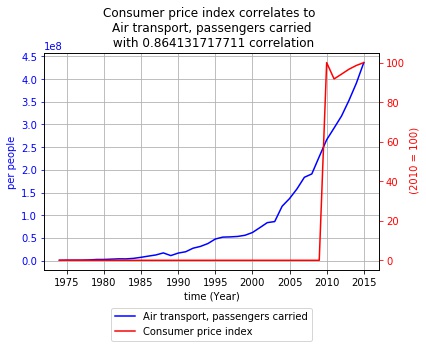 Consumer price index correlates to
Air transport, passengers carried
with 0.864131717711 correlation
1e8
4.5
4.0
3.5
3.0
2.5
2.0
1.5
1.0
0.5
0.0
per people
100
80
60
40
20
0
(2010 = 100)
1975 1980 1985 1990 1995 2000 2005 2010 2015
time (Year)
Air transport, passengers carried
Consumer price index